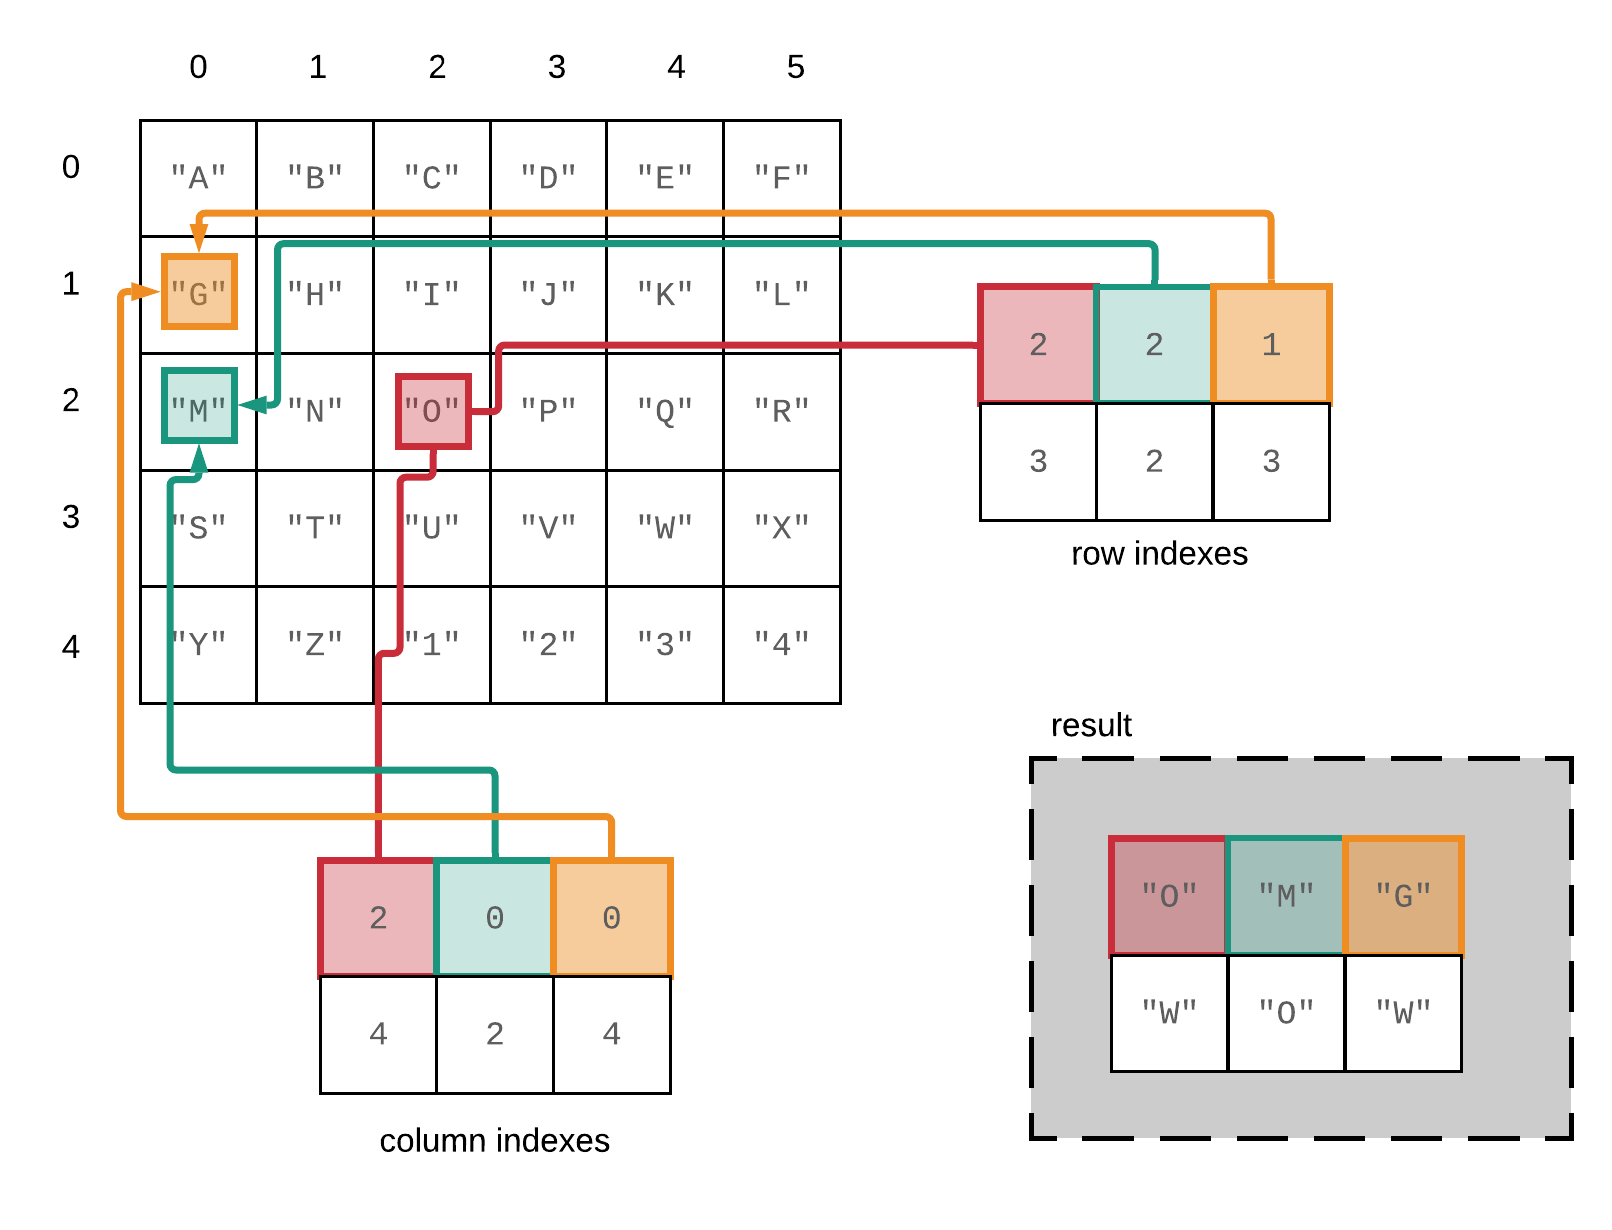 0 1 2 3 4 5
0 "A" "B" "C" "D" "E" "F"
1 "G" "H" "I" "J" "K" "L"
2 "M" "N" "O" "P" "Q" "R"
3 "S" "T" "U" "V" "W" "X"
4 "Y" "Z" "1" "2" "3" "4"
2 2 1
3 2 3
row indexes
2 0 0
4 2 4
column indexes
result
"O" "M" "G"
"W" "O" "W"